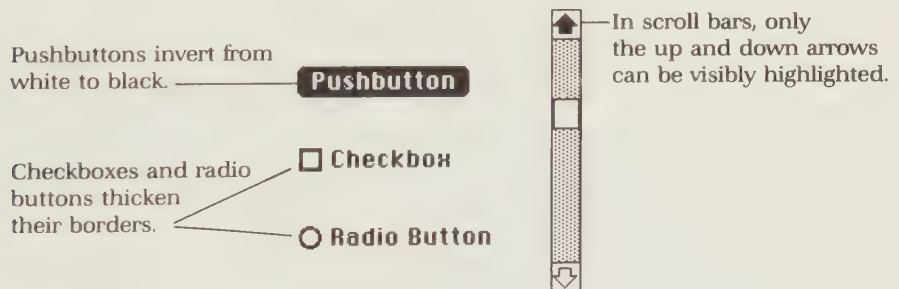 Pushbuttons invert from
white to black.
Pushbutton
In scroll bars, only
the up and down arrows
can be visibly highlighted.
Checkboxes and radio
buttons thicken
their borders.
Checkbox
Radio Button